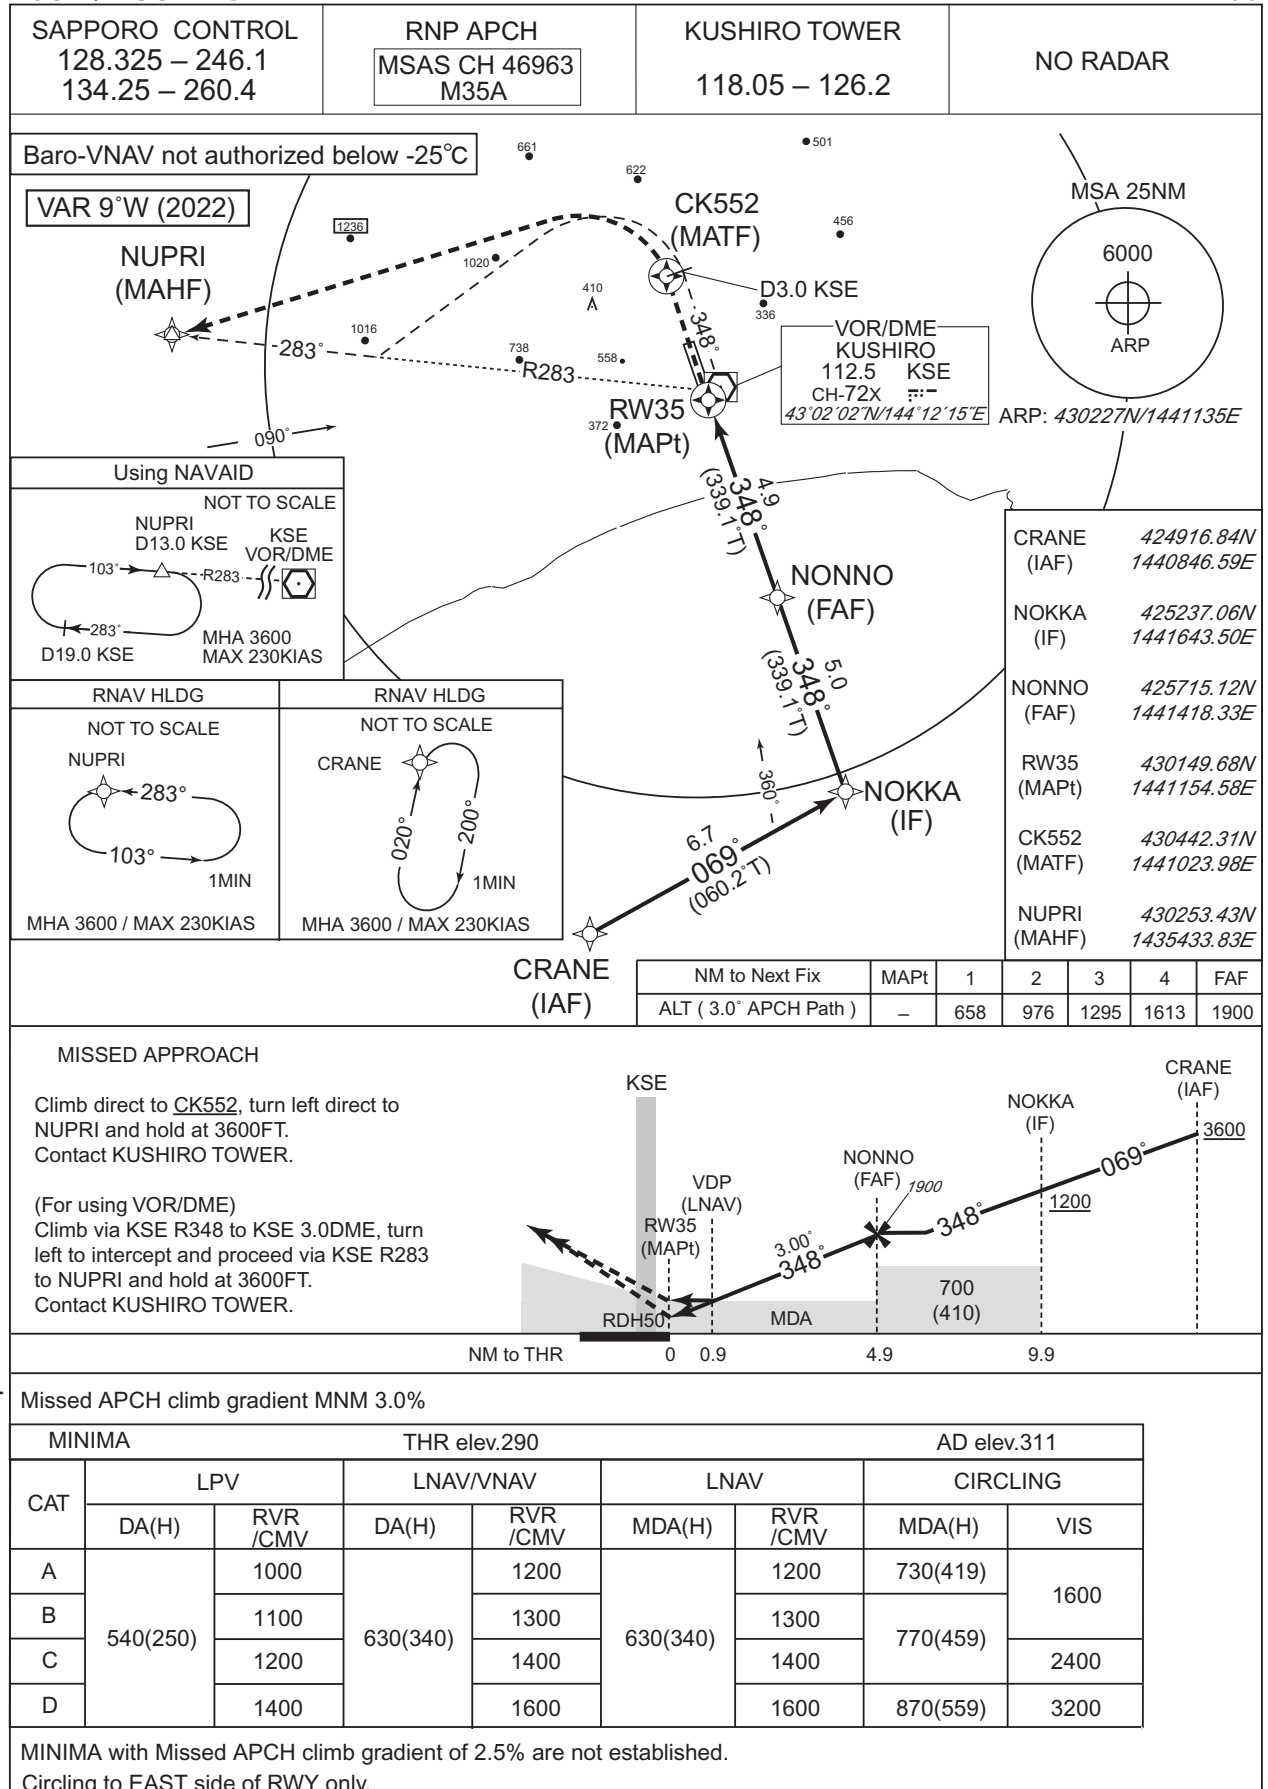 SAPPORO CONTROL
128.325 – 246.1
134.25 – 260.4
RNP APCH
MSAS CH 46963
M35A
KUSHIRO TOWER
118.05 – 126.2
NO RADAR
Baro-VNAV not authorized below -25°C
VAR 9°W (2022)
661
622
501
456
1236
1020
410
336
1016
738
558
372
NUPRI
(MAHF)
CK552
(MATF)
D3.0 KSE
348°
283°
R283
090°
MSA 25NM
6000
ARP
ARP: 430227N/1441135E
VOR/DME
KUSHIRO
112.5 KSE
CH-72X
43°02′02″N/144°12′15″E
RW35
(MAPt)
4.9
348°
(339.1°T)
NONNO
(FAF)
5.0
348°
(339.1°T)
360°
NOKKA
(IF)
6.7
069°
(060.2°T)
CRANE
(IAF)
Using NAVAID
NOT TO SCALE
NUPRI
D13.0 KSE
KSE
VOR/DME
103°
R283
283°
D19.0 KSE
MHA 3600
MAX 230KIAS
RNAV HLDG
NOT TO SCALE
NUPRI
283°
103°
1MIN
MHA 3600 / MAX 230KIAS
RNAV HLDG
NOT TO SCALE
CRANE
020°
200°
1MIN
MHA 3600 / MAX 230KIAS
CRANE 424916.84N
(IAF) 1440846.59E
NOKKA 425237.06N
(IF) 1441643.50E
NONNO 425715.12N
(FAF) 1441418.33E
RW35 430149.68N
(MAPt) 1441154.58E
CK552 430442.31N
(MATF) 1441023.98E
NUPRI 430253.43N
(MAHF) 1435433.83E
NM to Next Fix MAPt 1 2 3 4 FAF
ALT ( 3.0° APCH Path ) – 658 976 1295 1613 1900
MISSED APPROACH
Climb direct to CK552, turn left direct to
NUPRI and hold at 3600FT.
Contact KUSHIRO TOWER.
(For using VOR/DME)
Climb via KSE R348 to KSE 3.0DME, turn
left to intercept and proceed via KSE R283
to NUPRI and hold at 3600FT.
Contact KUSHIRO TOWER.
KSE
RW35
(MAPt)
VDP
(LNAV)
NONNO
(FAF)
1900
NOKKA
(IF)
1200
CRANE
(IAF)
3600
069°
348°
3.00°
348°
700
(410)
MDA
RDH50
NM to THR 0 0.9 4.9 9.9
Missed APCH climb gradient MNM 3.0%
MINIMA THR elev.290 AD elev.311
CAT LPV LNAV/VNAV LNAV CIRCLING
DA(H) RVR /CMV DA(H) RVR /CMV MDA(H) RVR /CMV MDA(H) VIS
A 540(250) 1000 630(340) 1200 630(340) 1200 730(419) 1600
B 1100 1300 1300 770(459)
C 1200 1400 1400 2400
D 1400 1600 1600 870(559) 3200
MINIMA with Missed APCH climb gradient of 2.5% are not established.
Circling to EAST side of RWY only.